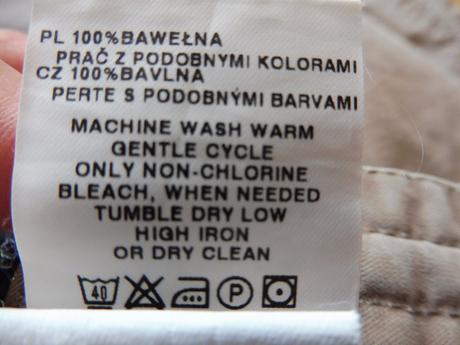 PL 100%BAWEŁNA
PRAĆ Z PODOBNYMI KOLORAMI
CZ 100%BAVLNA
PERTE S PODOBNÝMI BARVAMI
MACHINE WASH WARM
GENTLE CYCLE
ONLY NON-CHLORINE
BLEACH, WHEN NEEDED
TUMBLE DRY LOW
HIGH IRON
OR DRY CLEAN
40 P